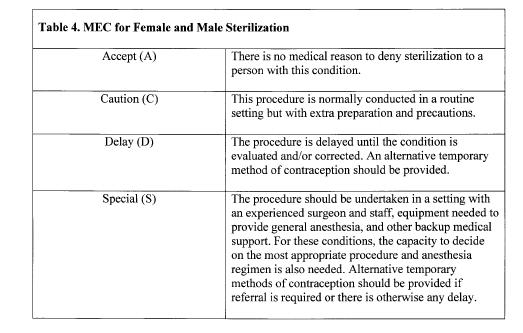 Table 4. MEC for Female and Male Sterilization
Accept (A)
There is no medical reason to deny sterilization to a
person with this condition.
Caution (C)
This procedure is normally conducted in a routine
setting but with extra preparation and precautions.
Delay (D)
The procedure is delayed until the condition is
evaluated and/or corrected. An alternative temporary
method of contraception should be provided.
Special (S)
The procedure should be undertaken in a setting with
an experienced surgeon and staff, equipment needed to
provide general anesthesia, and other backup medical
support. For these conditions, the capacity to decide
on the most appropriate procedure and anesthesia
regimen is also needed. Alternative temporary
methods of contraception should be provided if
referral is required or there is otherwise any delay.